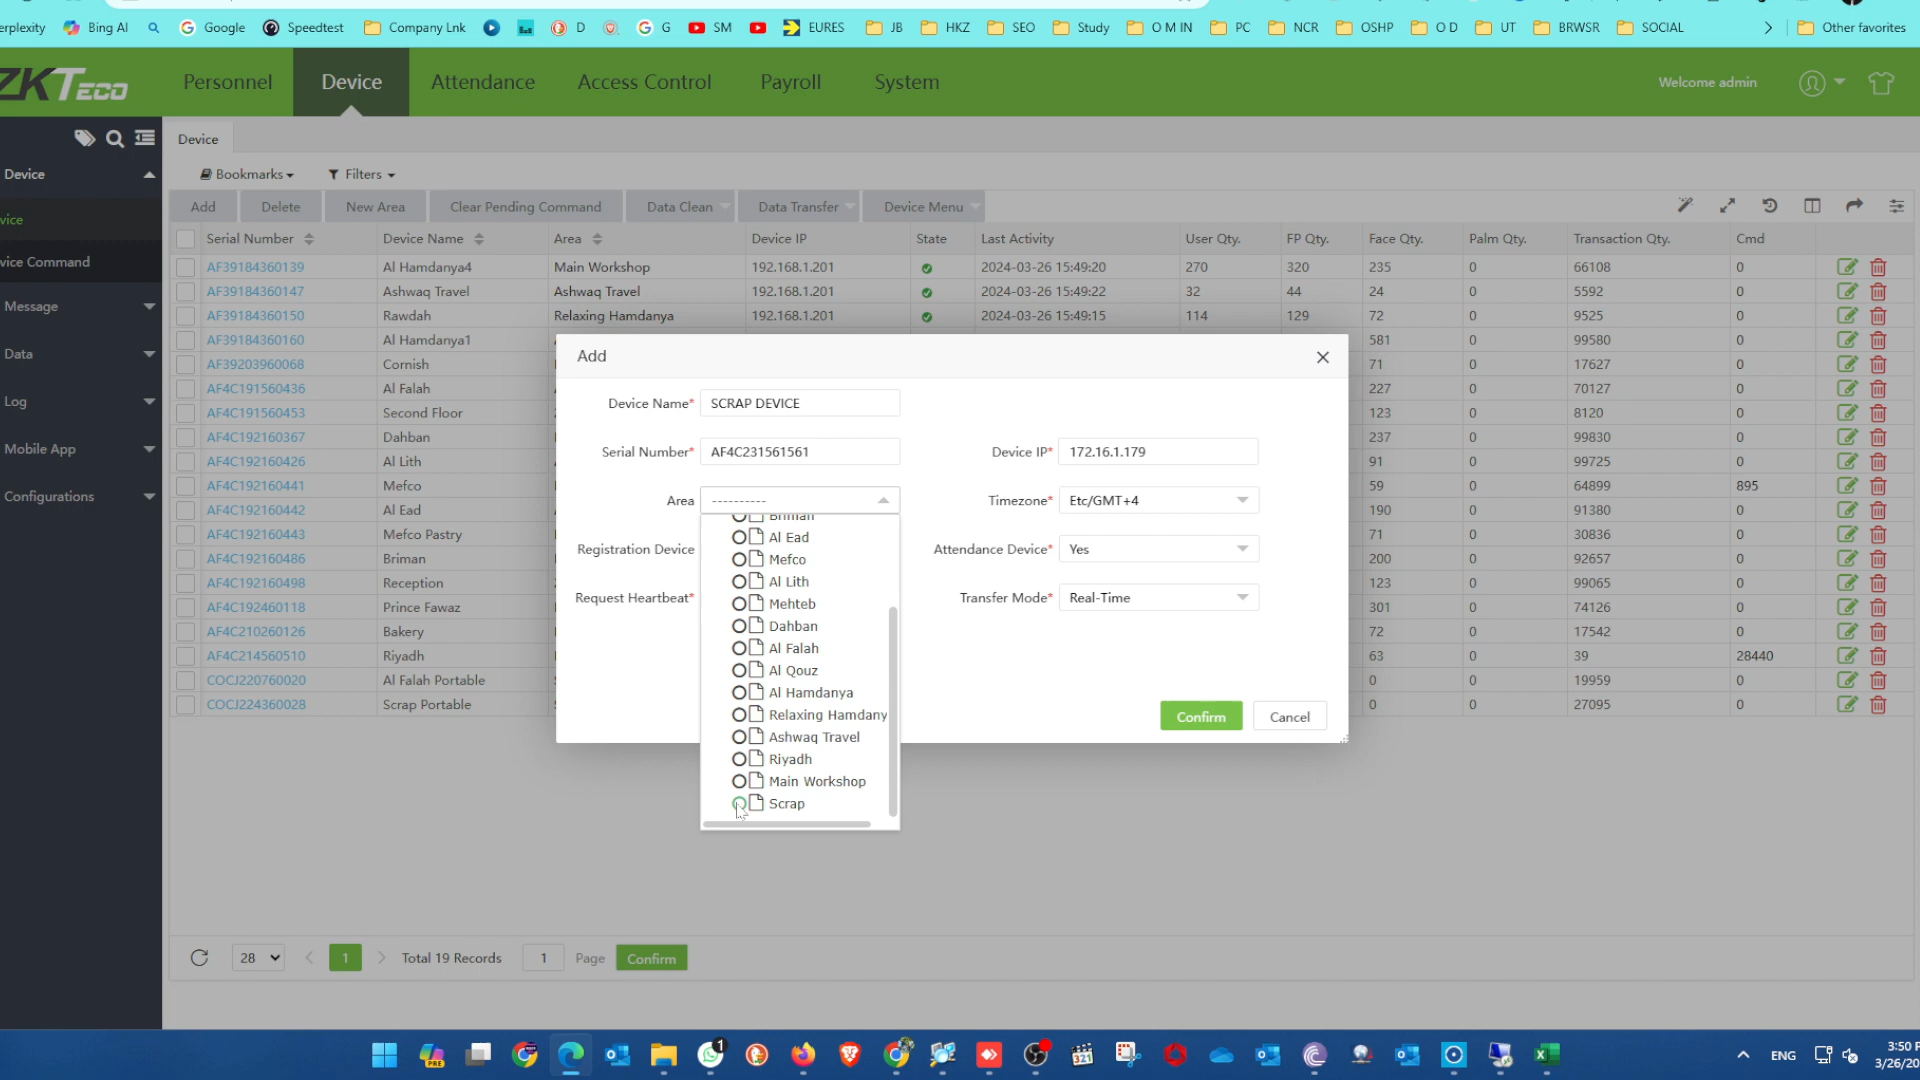 erplexity Bing AI Google Speedtest Company Lnk D G SM EURES JB HKZ SEO Study O M IN PC NCR OSHP O D UT BRWSR SOCIAL Other favorites
ZKTECO Personnel Device Attendance Access Control Payroll System Welcome admin
Device
Device Bookmarks Filters
Add Delete New Area Clear Pending Command Data Clean Data Transfer Device Menu
vice
Serial Number Device Name Area Device IP State Last Activity User Qty. FP Qty. Face Qty. Palm Qty. Transaction Qty. Cmd
vice Command
AF39184360139 Al Hamdanya4 Main Workshop 192.168.1.201 2024-03-26 15:49:20 270 320 235 0 66108 0
AF39184360147 Ashwaq Travel Ashwaq Travel 192.168.1.201 2024-03-26 15:49:22 32 44 24 0 5592 0
Message
AF39184360150 Rawdah Relaxing Hamdanya 192.168.1.201 2024-03-26 15:49:15 114 129 72 0 9525 0
AF39184360160 Al Hamdanya1 581 0 99580 0
Data
AF39203960068 Cornish 71 0 17627 0
AF4C191560436 Al Falah 227 0 70127 0
Log
AF4C191560453 Second Floor 123 0 8120 0
AF4C192160367 Dahban 237 0 99830 0
Mobile App
AF4C192160426 Al Lith 91 0 99725 0
AF4C192160441 Mefco 59 0 64899 895
Configurations
AF4C192160442 Al Ead 190 0 91380 0
AF4C192160443 Mefco Pastry 71 0 30836 0
AF4C192160486 Briman 200 0 92657 0
AF4C192160498 Reception 123 0 99065 0
AF4C192460118 Prince Fawaz 301 0 74126 0
AF4C210260126 Bakery 72 0 17542 0
AF4C214560510 Riyadh 63 0 39 28440
COCJ220760020 Al Falah Portable 0 0 19959 0
COCJ224360028 Scrap Portable 0 0 27095 0
Add
Device Name* SCRAP DEVICE
Serial Number* AF4C231561561 Device IP* 172.16.1.179
Area ---------- Timezone* Etc/GMT+4
Registration Device Attendance Device* Yes
Request Heartbeat* Transfer Mode* Real-Time
Briman
Al Ead
Mefco
Al Lith
Mehteb
Dahban
Al Falah
Al Qouz
Al Hamdanya
Relaxing Hamdany
Ashwaq Travel
Riyadh
Main Workshop
Scrap
Confirm Cancel
28 1 Total 19 Records 1 Page Confirm
PRE 1 321 ENG 3:50 P
3/26/20